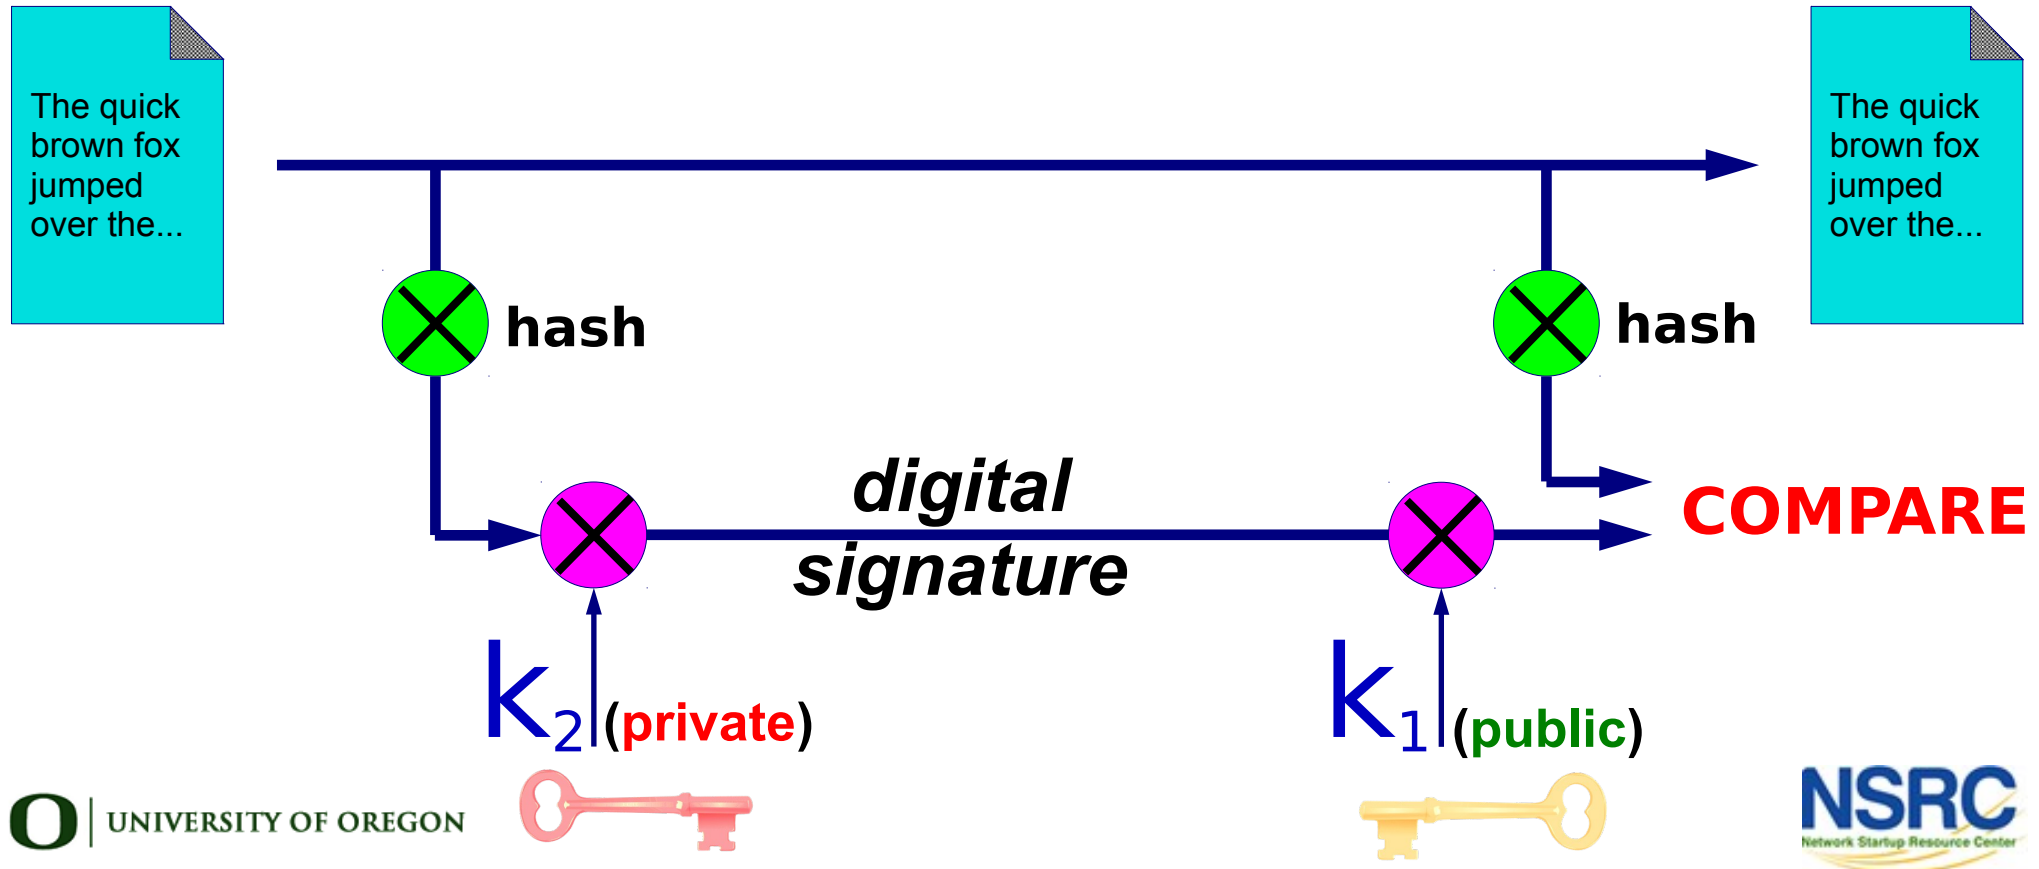 The quick
brown fox
jumped
over the...
The quick
brown fox
jumped
over the...
hash
hash
digital
signature
COMPARE
k2 (private)
k1 (public)
O UNIVERSITY OF OREGON
NSRC
Network Startup Resource Center